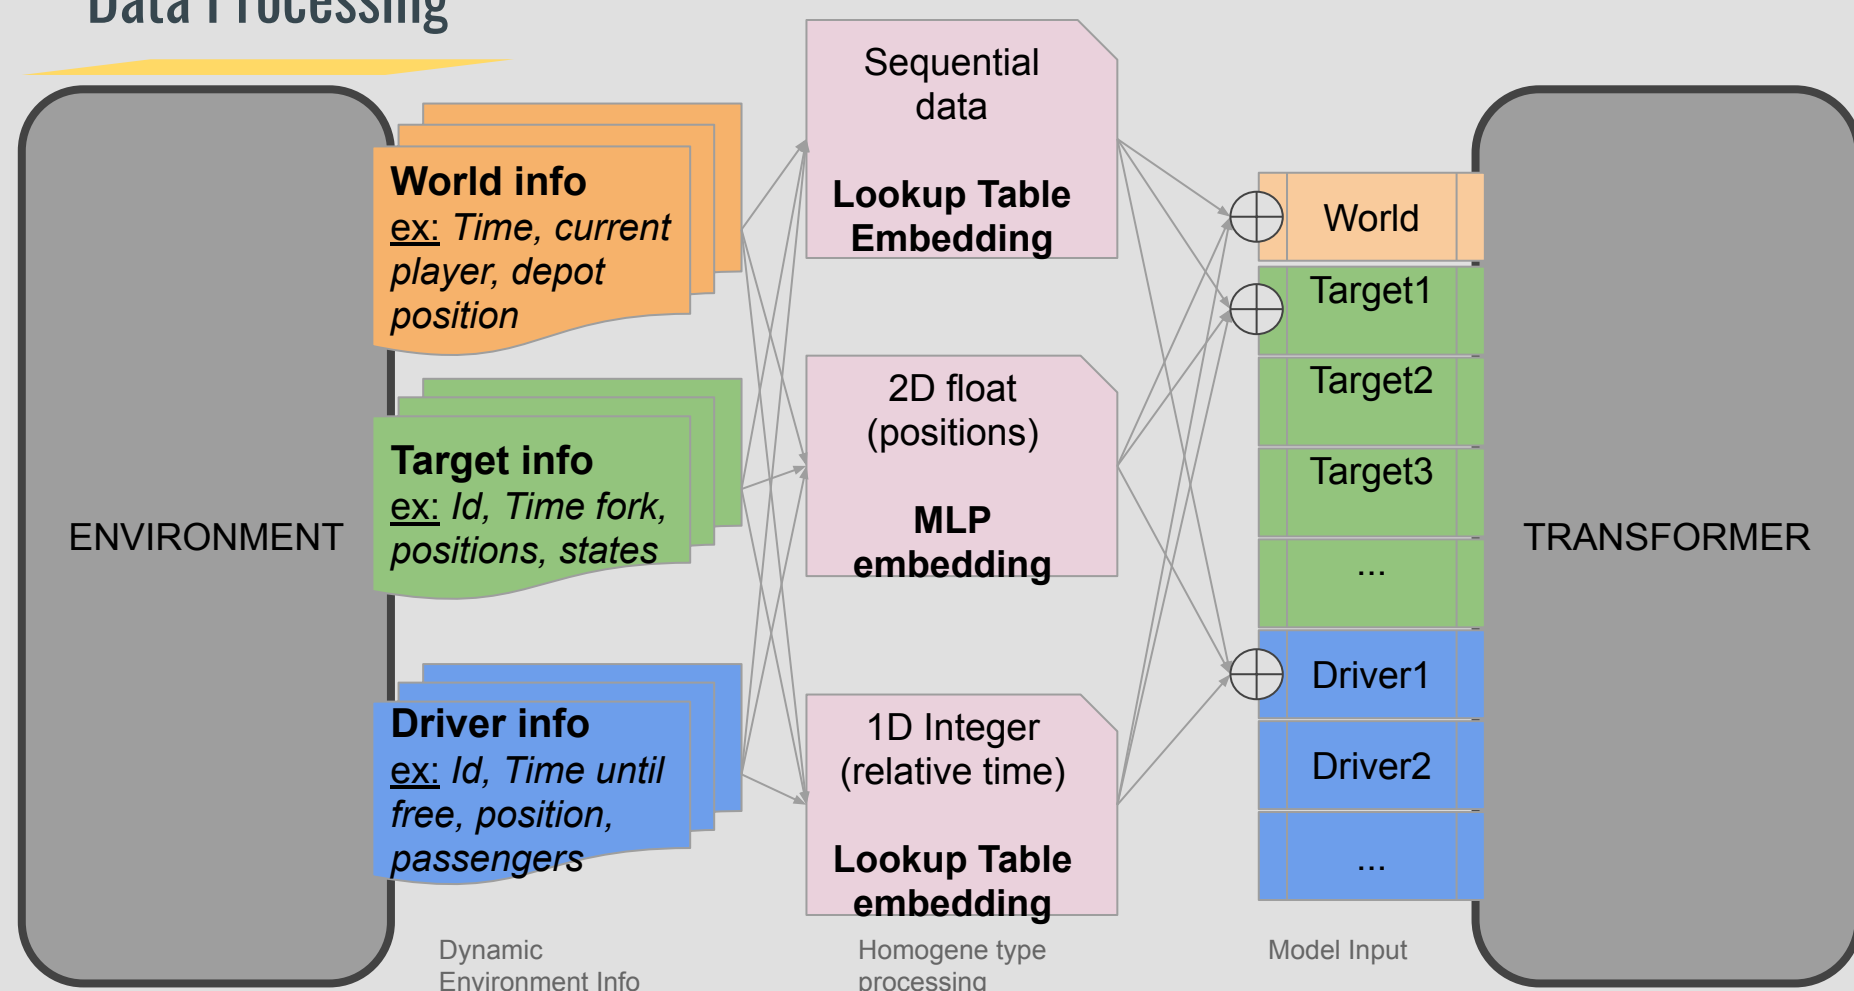 Data Processing
ENVIRONMENT
World info
ex: Time, current
player, depot
position
Target info
ex: Id, Time fork,
positions, states
Driver info
ex: Id, Time until
free, position,
passengers
Dynamic
Environment Info
Sequential
data
Lookup Table
Embedding
2D float
(positions)
MLP
embedding
1D Integer
(relative time)
Lookup Table
embedding
Homogene type
processing
World
Target1
Target2
Target3
...
Driver1
Driver2
...
Model Input
TRANSFORMER